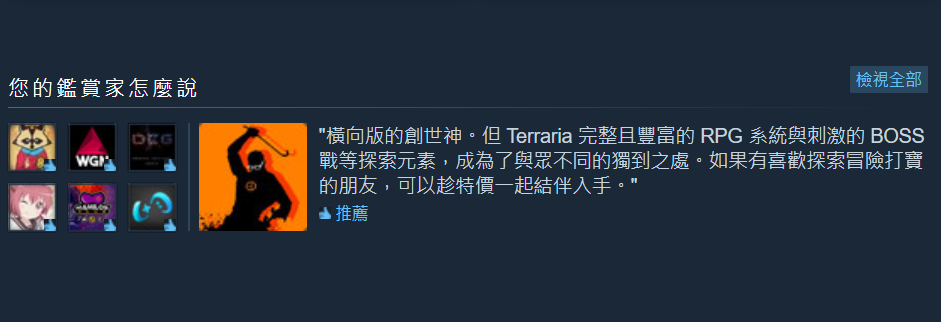 您的鑑賞家怎麼說
檢視全部
WGN
"橫向版的創世神。但 Terraria 完整且豐富的 RPG 系統與刺激的 BOSS
戰等探索元素，成為了與眾不同的獨到之處。如果有喜歡探索冒險打寶
的朋友，可以趁特價一起結伴入手。"
推薦